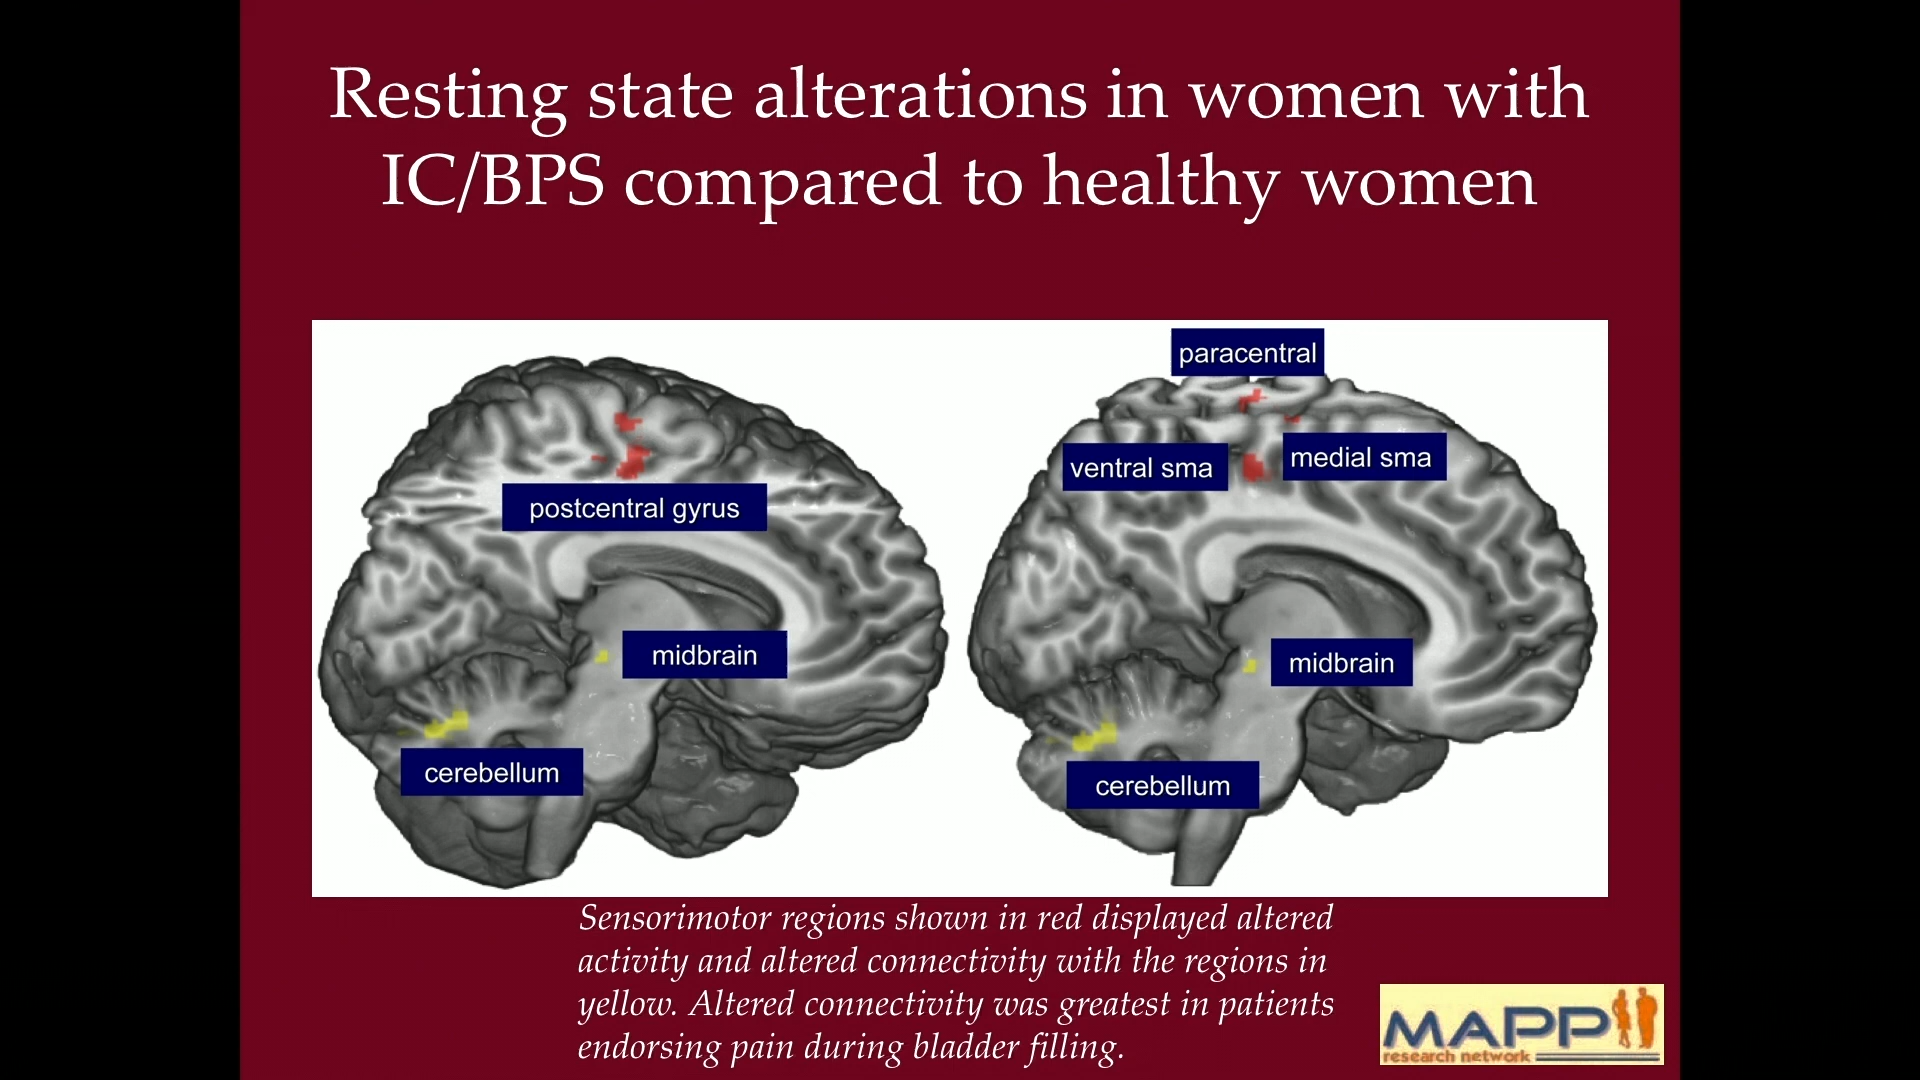 Resting state alterations in women with
IC/BPS compared to healthy women
paracentral
ventral sma
medial sma
postcentral gyrus
midbrain
midbrain
cerebellum
cerebellum
Sensorimotor regions shown in red displayed altered
activity and altered connectivity with the regions in
yellow. Altered connectivity was greatest in patients
endorsing pain during bladder filling.
MAPP
research network